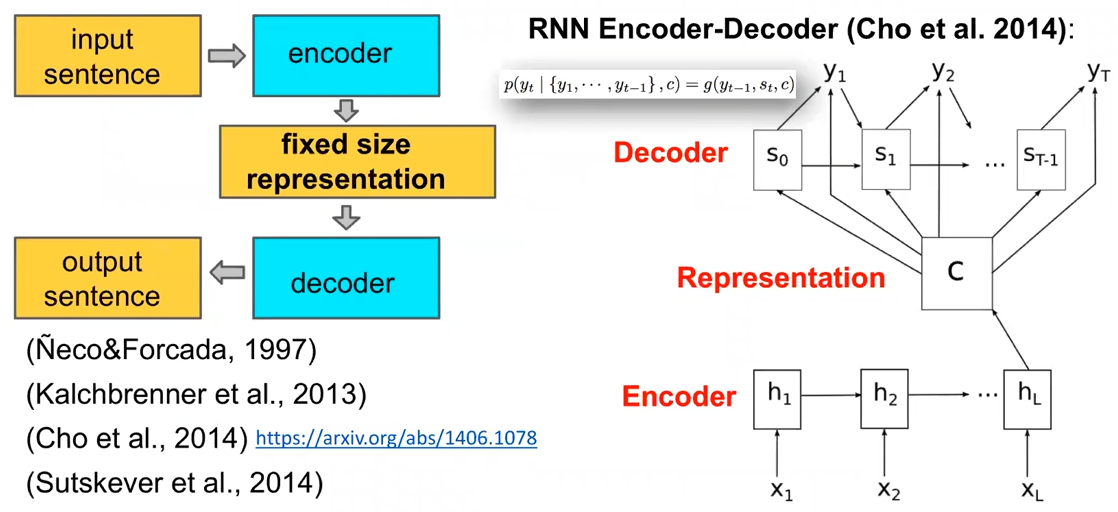 input
sentence
encoder
fixed size
representation
output
sentence
decoder
(Ñeco&Forcada, 1997)
(Kalchbrenner et al., 2013)
(Cho et al., 2014) https://arxiv.org/abs/1406.1078
(Sutskever et al., 2014)
RNN Encoder-Decoder (Cho et al. 2014):
p(y_t | {y_1, ⋯ , y_{t−1}} , c) = g(y_{t−1}, s_t, c)
y_1 y_2 y_T
Decoder s_0 s_1 ... s_{T-1}
Representation C
Encoder h_1 h_2 ... h_L
x_1 x_2 x_L